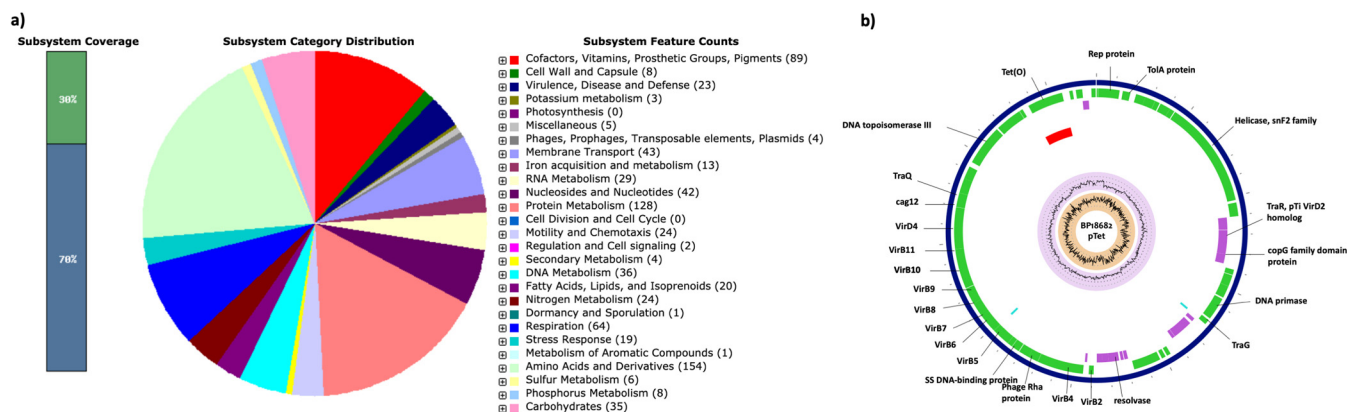 a)
Subsystem Coverage
30%
70%
Subsystem Category Distribution
Subsystem Feature Counts
Cofactors, Vitamins, Prosthetic Groups, Pigments (89)
Cell Wall and Capsule (8)
Virulence, Disease and Defense (23)
Potassium metabolism (3)
Photosynthesis (0)
Miscellaneous (5)
Phages, Prophages, Transposable elements, Plasmids (4)
Membrane Transport (43)
Iron acquisition and metabolism (13)
RNA Metabolism (29)
Nucleosides and Nucleotides (42)
Protein Metabolism (128)
Cell Division and Cell Cycle (0)
Motility and Chemotaxis (24)
Regulation and Cell signaling (2)
Secondary Metabolism (4)
DNA Metabolism (36)
Fatty Acids, Lipids, and Isoprenoids (20)
Nitrogen Metabolism (24)
Dormancy and Sporulation (1)
Respiration (64)
Stress Response (19)
Metabolism of Aromatic Compounds (1)
Amino Acids and Derivatives (154)
Sulfur Metabolism (6)
Phosphorus Metabolism (8)
Carbohydrates (35)
b)
Rep protein
TolA protein
Tet(O)
Helicase, snF2 family
DNA topoisomerase III
TraQ
cag12
VirD4
VirB11
VirB10
VirB9
VirB8
VirB7
VirB6
VirB5
SS DNA-binding protein
Phage Rha
protein
VirB4
VirB2
resolvase
TraG
DNA primase
copG family domain
protein
TraR, pTi VirD2
homolog
BP18682
pTet